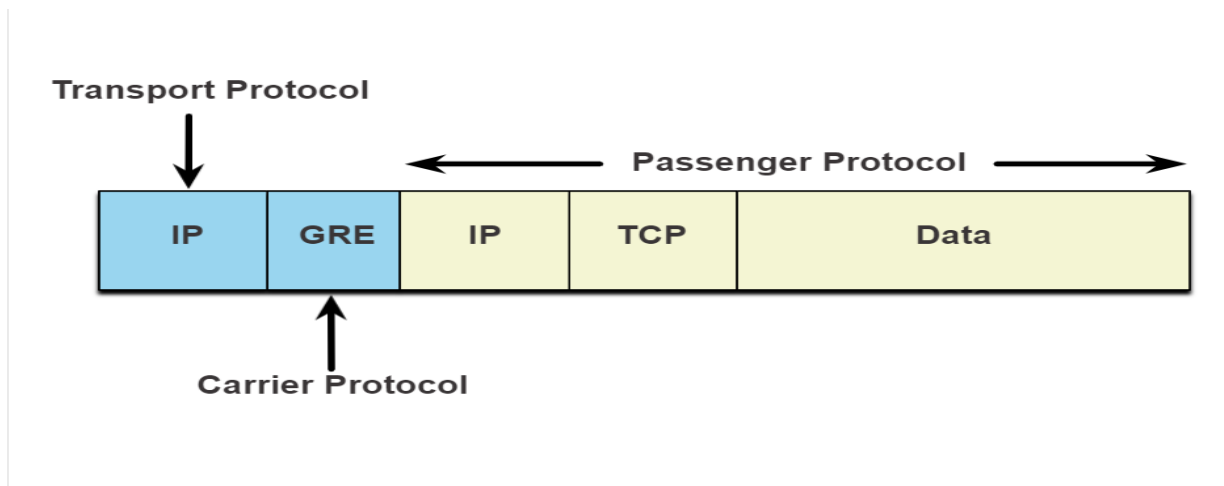 Transport Protocol
Passenger Protocol
IP GRE IP TCP Data
Carrier Protocol